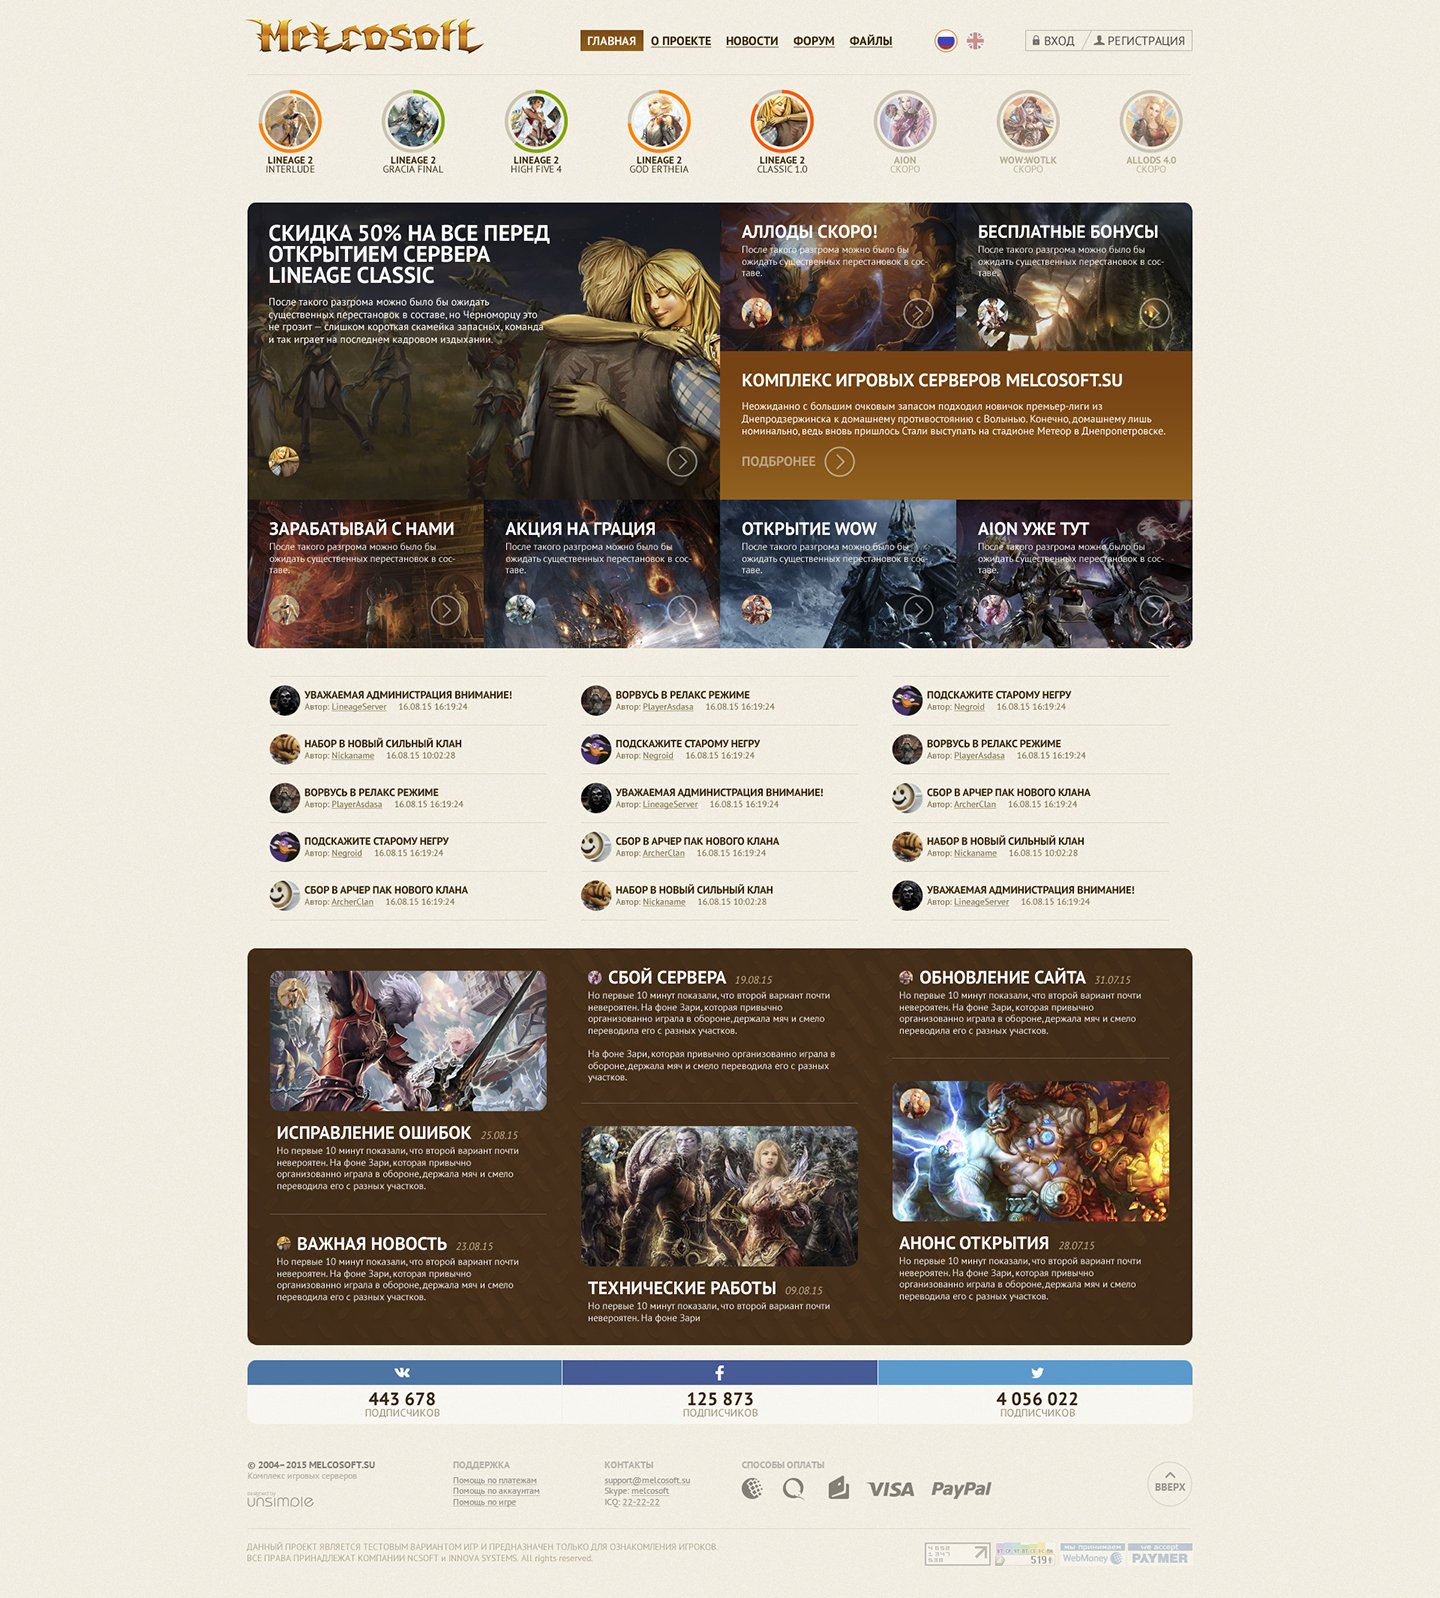 Melcosoft
ГЛАВНАЯ О ПРОЕКТЕ НОВОСТИ ФОРУМ ФАЙЛЫ
ВХОД РЕГИСТРАЦИЯ
LINEAGE 2
INTERLUDE
LINEAGE 2
GRACIA FINAL
LINEAGE 2
HIGH FIVE 4
LINEAGE 2
GOD ERTHEIA
LINEAGE 2
CLASSIC 1.0
AION
СКОРО
WOW:WOTLK
СКОРО
ALLODS 4.0
СКОРО
СКИДКА 50% НА ВСЕ ПЕРЕД
ОТКРЫТИЕМ СЕРВЕРА
LINEAGE CLASSIC
После такого разгрома можно было бы ожидать
существенных перестановок в составе, но Черноморцу это
не грозит — слишком короткая скамейка запасных, команда
и так играет на последнем кадровом издыхании.
АЛЛОДЫ СКОРО!
После такого разгрома можно было бы
ожидать существенных перестановок в сос-
таве.
БЕСПЛАТНЫЕ БОНУСЫ
После такого разгрома можно было бы
ожидать существенных перестановок в сос-
таве.
КОМПЛЕКС ИГРОВЫХ СЕРВЕРОВ MELCOSOFT.SU
Неожиданно с большим очковым запасом подходил новичок премьер-лиги из
Днепродзержинска к домашнему противостоянию с Волынью. Конечно, домашнему лишь
номинально, ведь вновь пришлось Стали выступать на стадионе Метеор в Днепропетровске.
ПОДБРОНЕЕ
ЗАРАБАТЫВАЙ С НАМИ
После такого разгрома можно было бы
ожидать существенных перестановок в сос-
таве.
АКЦИЯ НА ГРАЦИЯ
После такого разгрома можно было бы
ожидать существенных перестановок в сос-
таве.
ОТКРЫТИЕ WOW
После такого разгрома можно было бы
ожидать существенных перестановок в сос-
таве.
AION УЖЕ ТУТ
После такого разгрома можно было бы
ожидать существенных перестановок в сос-
таве.
УВАЖАЕМАЯ АДМИНИСТРАЦИЯ ВНИМАНИЕ!
Автор: LineageServer 16.08.15 16:19:24
НАБОР В НОВЫЙ СИЛЬНЫЙ КЛАН
Автор: Nickaname 16.08.15 10:02:28
ВОРВУСЬ В РЕЛАКС РЕЖИМЕ
Автор: PlayerAsdasa 16.08.15 16:19:24
ПОДСКАЖИТЕ СТАРОМУ НЕГРУ
Автор: Negroid 16.08.15 16:19:24
СБОР В АРЧЕР ПАК НОВОГО КЛАНА
Автор: ArcherClan 16.08.15 16:19:24
ВОРВУСЬ В РЕЛАКС РЕЖИМЕ
Автор: PlayerAsdasa 16.08.15 16:19:24
ПОДСКАЖИТЕ СТАРОМУ НЕГРУ
Автор: Negroid 16.08.15 16:19:24
УВАЖАЕМАЯ АДМИНИСТРАЦИЯ ВНИМАНИЕ!
Автор: LineageServer 16.08.15 16:19:24
СБОР В АРЧЕР ПАК НОВОГО КЛАНА
Автор: ArcherClan 16.08.15 16:19:24
НАБОР В НОВЫЙ СИЛЬНЫЙ КЛАН
Автор: Nickaname 16.08.15 10:02:28
ПОДСКАЖИТЕ СТАРОМУ НЕГРУ
Автор: Negroid 16.08.15 16:19:24
ВОРВУСЬ В РЕЛАКС РЕЖИМЕ
Автор: PlayerAsdasa 16.08.15 16:19:24
СБОР В АРЧЕР ПАК НОВОГО КЛАНА
Автор: ArcherClan 16.08.15 16:19:24
НАБОР В НОВЫЙ СИЛЬНЫЙ КЛАН
Автор: Nickaname 16.08.15 10:02:28
УВАЖАЕМАЯ АДМИНИСТРАЦИЯ ВНИМАНИЕ!
Автор: LineageServer 16.08.15 16:19:24
ИСПРАВЛЕНИЕ ОШИБОК 25.08.15
Но первые 10 минут показали, что второй вариант почти
невероятен. На фоне Зари, которая привычно
организованно играла в обороне, держала мяч и смело
переводила его с разных участков.
ВАЖНАЯ НОВОСТЬ 23.08.15
Но первые 10 минут показали, что второй вариант почти
невероятен. На фоне Зари, которая привычно
организованно играла в обороне, держала мяч и смело
переводила его с разных участков.
СБОЙ СЕРВЕРА 19.08.15
Но первые 10 минут показали, что второй вариант почти
невероятен. На фоне Зари, которая привычно
организованно играла в обороне, держала мяч и смело
переводила его с разных участков.
На фоне Зари, которая привычно организованно играла в
обороне, держала мяч и смело переводила его с разных
участков.
ТЕХНИЧЕСКИЕ РАБОТЫ 09.08.15
Но первые 10 минут показали, что второй вариант почти
невероятен. На фоне Зари
ОБНОВЛЕНИЕ САЙТА 31.07.15
Но первые 10 минут показали, что второй вариант почти
невероятен. На фоне Зари, которая привычно
организованно играла в обороне, держала мяч и смело
переводила его с разных участков.
АНОНС ОТКРЫТИЯ 28.07.15
Но первые 10 минут показали, что второй вариант почти
невероятен. На фоне Зари, которая привычно
организованно играла в обороне, держала мяч и смело
переводила его с разных участков.
443 678
ПОДПИСЧИКОВ
125 873
ПОДПИСЧИКОВ
4 056 022
ПОДПИСЧИКОВ
© 2004–2015 MELCOSOFT.SU
Комплекс игровых серверов
designed by
unsimple
ПОДДЕРЖКА
Помощь по платежам
Помощь по аккаунтам
Помощь по игре
КОНТАКТЫ
support@melcosoft.su
Skype: melcosoft
ICQ: 22-22-22
СПОСОБЫ ОПЛАТЫ
VISA PayPal
ВВЕРХ
ДАННЫЙ ПРОЕКТ ЯВЛЯЕТСЯ ТЕСТОВЫМ ВАРИАНТОМ ИГР И ПРЕДНАЗНАЧЕН ТОЛЬКО ДЛЯ ОЗНАКОМЛЕНИЯ ИГРОКОВ.
ВСЕ ПРАВА ПРИНАДЛЕЖАТ КОМПАНИИ NCSOFT и INNOVA SYSTEMS. All rights reserved.
519
мы принимаем
WebMoney
we accept
PAYMER